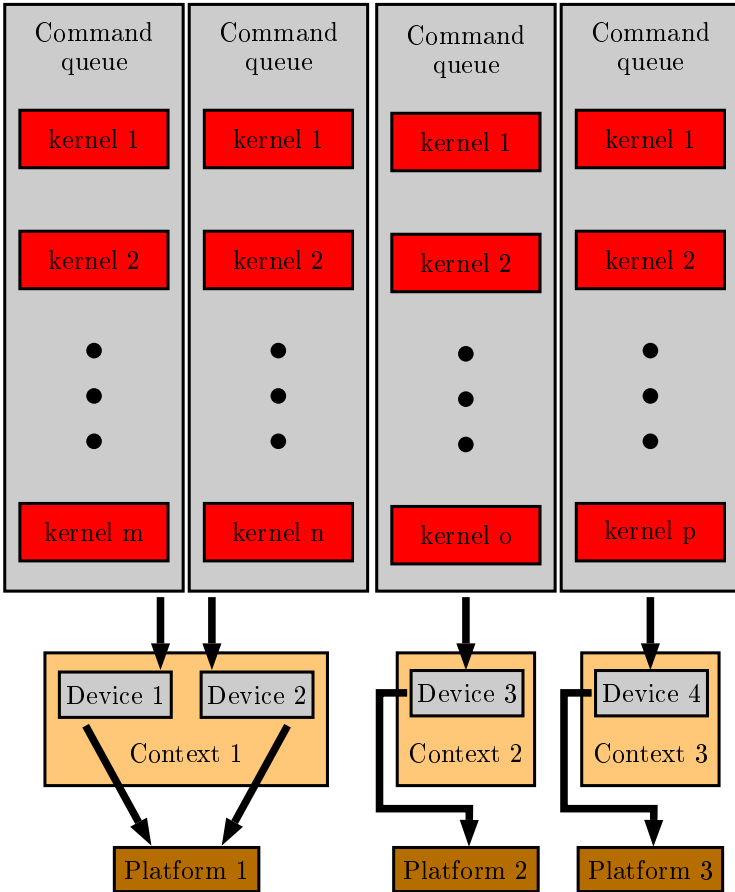 Command
queue
kernel 1
kernel 2
kernel m
Command
queue
kernel 1
kernel 2
kernel n
Command
queue
kernel 1
kernel 2
kernel o
Command
queue
kernel 1
kernel 2
kernel p
Device 1
Device 2
Context 1
Device 3
Context 2
Device 4
Context 3
Platform 1
Platform 2
Platform 3